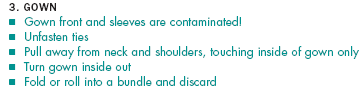 3. GOWN
■ Gown front and sleeves are contaminated!
■ Unfasten ties
■ Pull away from neck and shoulders, touching inside of gown only
■ Turn gown inside out
■ Fold or roll into a bundle and discard